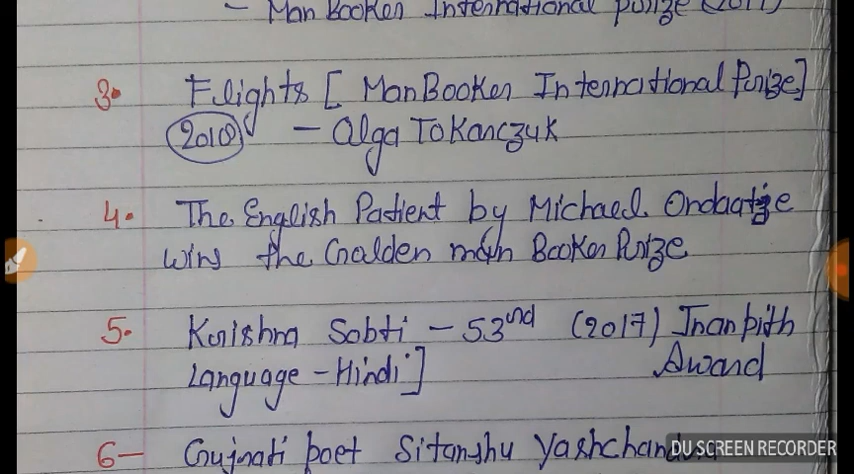 - Man Booker International prize (2017)
3. Flights [ Man Booker International Prize]
2018 - Olga Tokarczuk
4. The English Patient by Michael Ondaatje
wins the Golden man Booker Prize
5. Krishna Sobti - 53nd (2017) Jnanpith
Language - Hindi] Award
6- Gujrati poet Sitanshu Yashchandra
DU SCREEN RECORDER